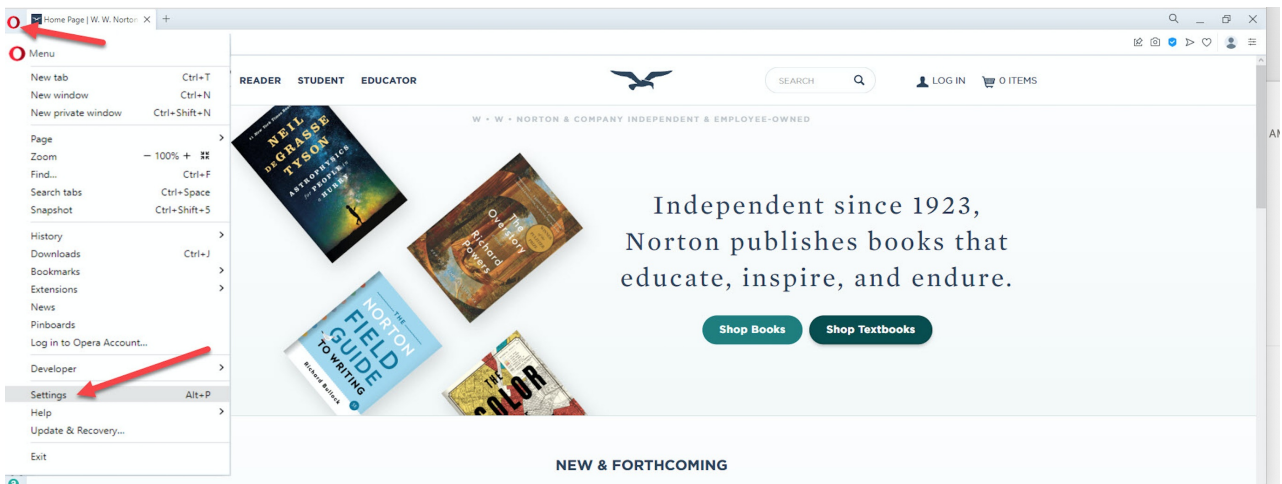 Home Page | W. W. Norton
Menu
New tab Ctrl+T
New window Ctrl+N
New private window Ctrl+Shift+N
Page
Zoom — 100% +
Find... Ctrl+F
Search tabs Ctrl+Space
Snapshot Ctrl+Shift+5
History
Downloads Ctrl+J
Bookmarks
Extensions
News
Pinboards
Log in to Opera Account...
Developer
Settings Alt+P
Help
Update & Recovery...
Exit
READER STUDENT EDUCATOR
SEARCH
LOG IN
0 ITEMS
W • W • NORTON & COMPANY INDEPENDENT & EMPLOYEE-OWNED
NEIL
DEGRASSE
TYSON
ASTROPHYSICS
for PEOPLE in
a HURRY
The
Overstory
Richard
Powers
THE
NORTON
FIELD
GUIDE
TO WRITING
Richard Bullock
THE
COLOR
Independent since 1923,
Norton publishes books that
educate, inspire, and endure.
Shop Books
Shop Textbooks
NEW & FORTHCOMING